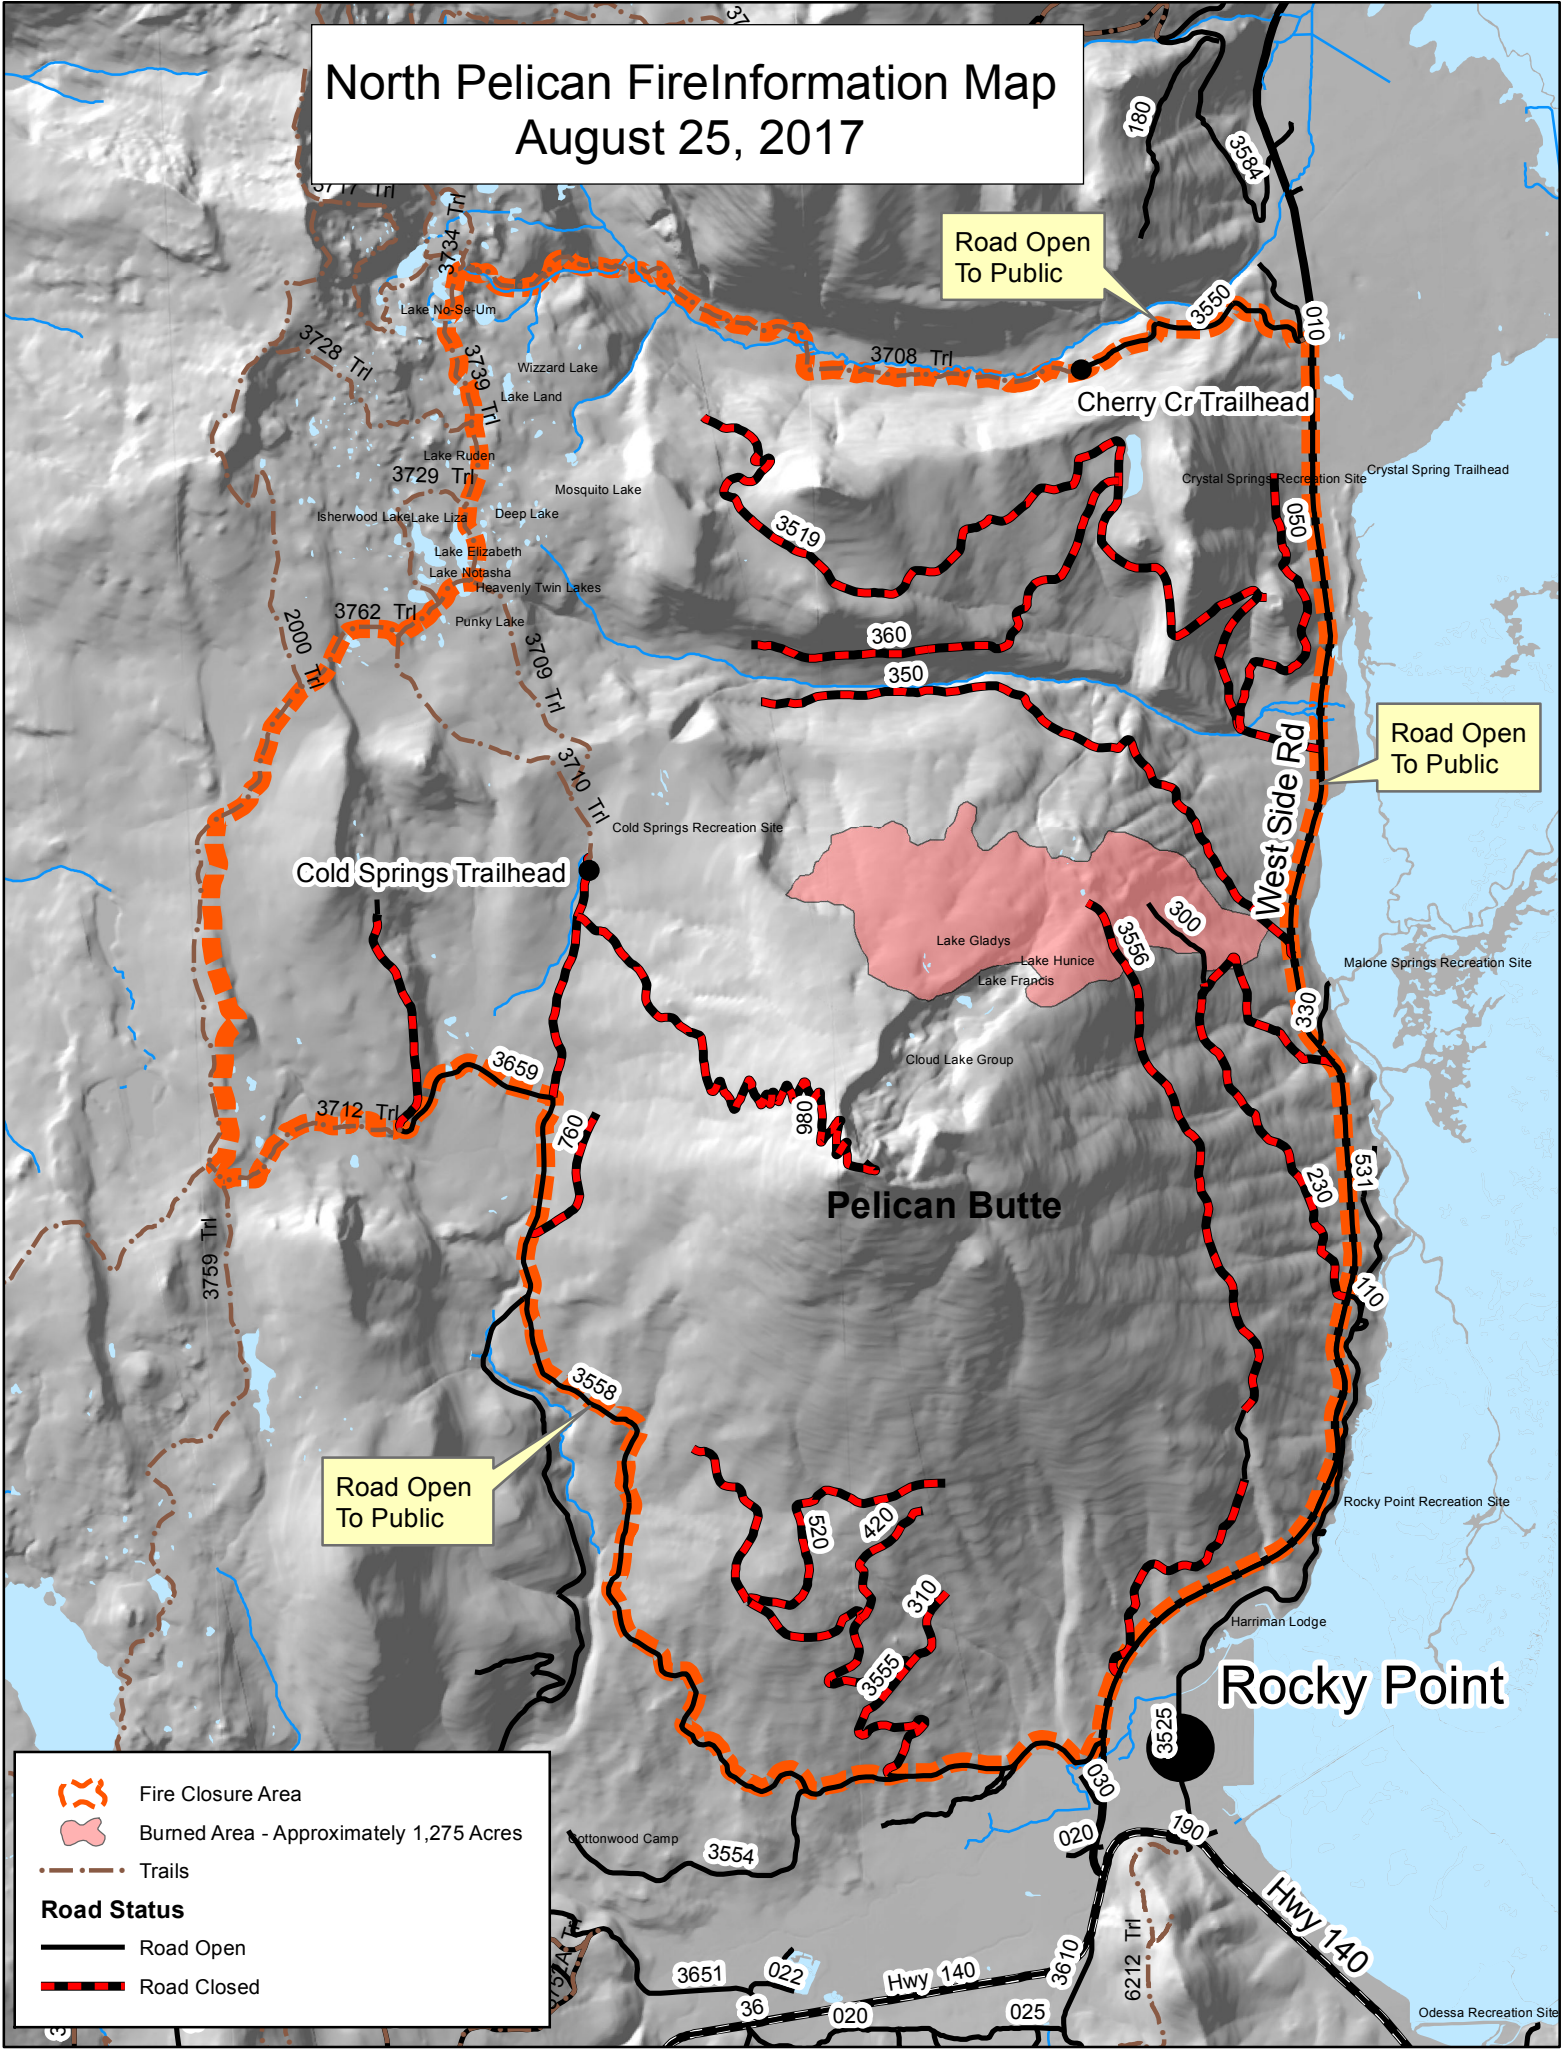 North Pelican FireInformation Map
August 25, 2017
37
180
3584
3717 Trl
3734 Trl
Road Open
To Public
3550
010
Lake No-Se-Um
3728 Trl
3739 Trl
Wizzard Lake
Lake Land
3708 Trl
Cherry Cr Trailhead
Lake Ruden
3729 Trl
Mosquito Lake
Crystal Springs Recreation Site
Crystal Spring Trailhead
Isherwood Lake
Lake Liza
Deep Lake
3519
050
Lake Elizabeth
Lake Notasha
Heavenly Twin Lakes
3762 Trl
Punky Lake
2000 Trl
3709 Trl
360
350
West Side Rd
Road Open
To Public
3710 Trl
Cold Springs Recreation Site
Cold Springs Trailhead
300
3556
Lake Gladys
Lake Hunice
Lake Francis
Malone Springs Recreation Site
330
Cloud Lake Group
3659
3712 Trl
760
980
531
230
Pelican Butte
3759 Trl
110
3558
Road Open
To Public
520
420
Rocky Point Recreation Site
310
Harriman Lodge
3555
Rocky Point
3525
030
190
020
Cottonwood Camp
3554
Hwy 140
3610
6212 Trl
3651
022
Hwy 140
36
020
025
Odessa Recreation Site
Fire Closure Area
Burned Area - Approximately 1,275 Acres
Trails
Road Status
Road Open
Road Closed